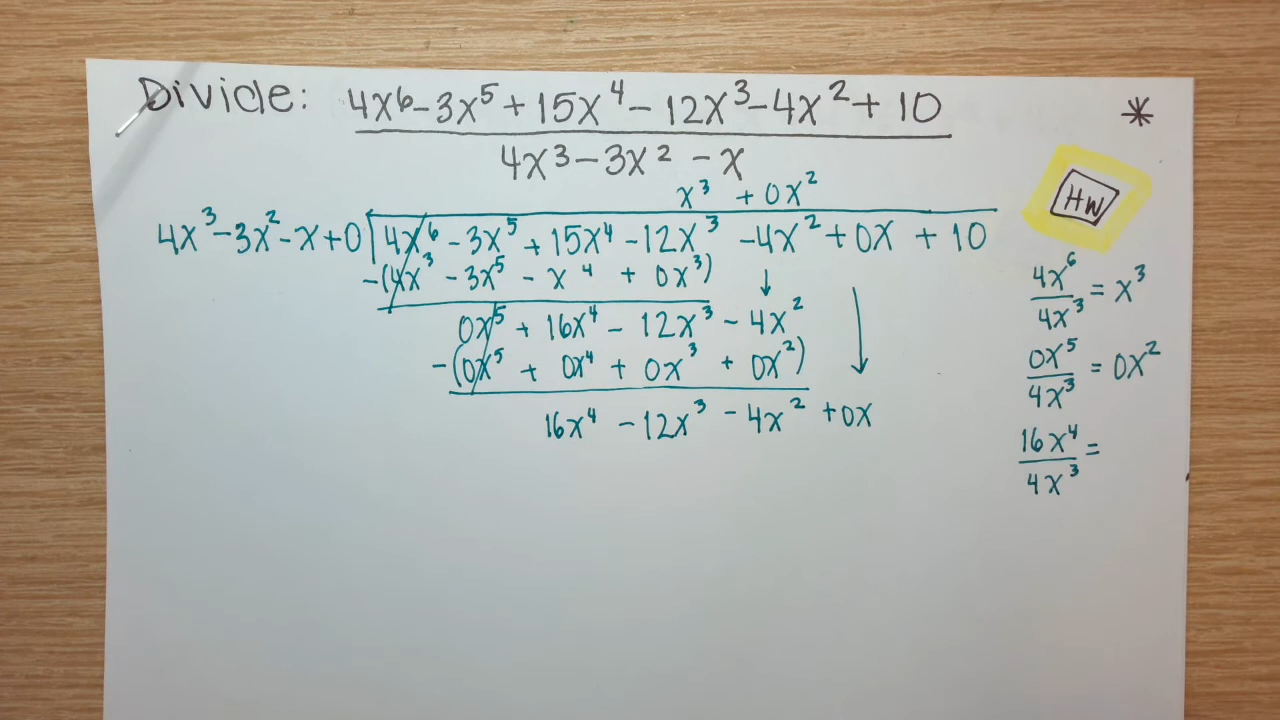 Divide: 4x⁶ - 3x⁵ + 15x⁴ - 12x³ - 4x² + 10 *
4x³ - 3x² - x
HW
x³ + 0x²
4x³ - 3x² - x + 0 4x⁶ - 3x⁵ + 15x⁴ - 12x³ - 4x² + 0x + 10
-(4x³ - 3x⁵ - x⁴ + 0x³)
0x⁵ + 16x⁴ - 12x³ - 4x²
-(0x⁵ + 0x⁴ + 0x³ + 0x²)
16x⁴ - 12x³ - 4x² + 0x
4x⁶
4x³ = x³
0x⁵
4x³ = 0x²
16x⁴
4x³ =